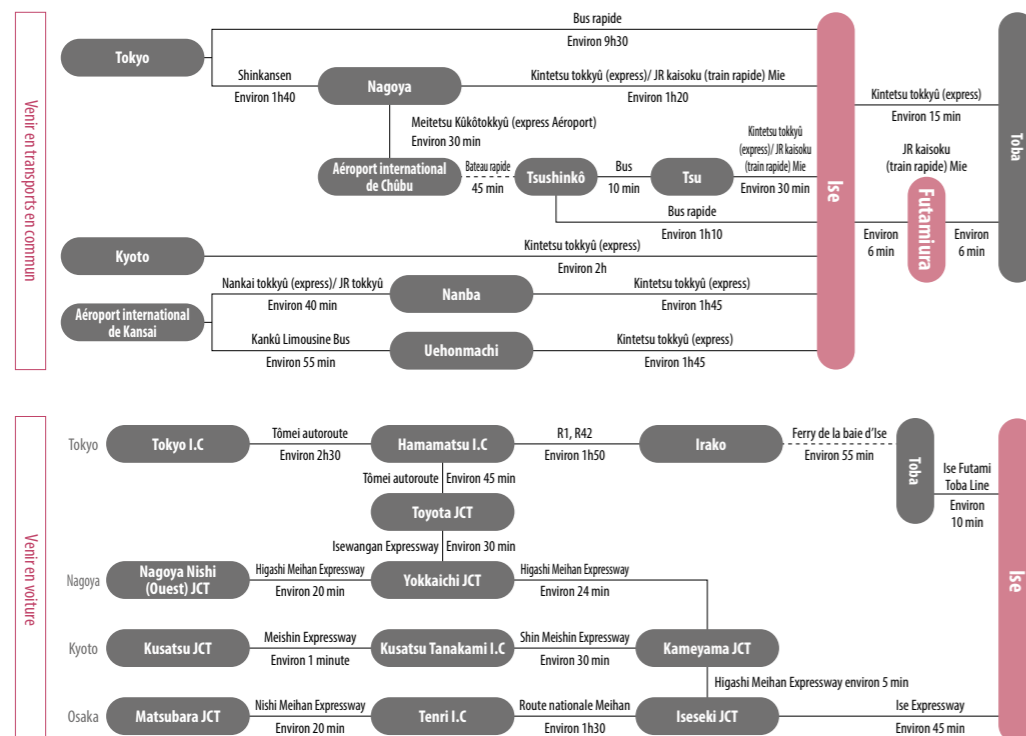 Venir en transports en commun
Bus rapide
Environ 9h30
Tokyo
Shinkansen
Environ 1h40
Nagoya
Kintetsu tokkyû (express)/ JR kaisoku (train rapide) Mie
Environ 1h20
Kintetsu tokkyû (express)
Environ 15 min
Meitetsu Kûkôtokkyû (express Aéroport)
Environ 30 min
Aéroport international
de Chûbu
Bateau rapide
45 min
Tsushinkô
Bus
10 min
Tsu
Kintetsu tokkyû
(express)/ JR kaisoku
(train rapide) Mie
Environ 30 min
Ise
JR kaisoku
(train rapide) Mie
Toba
Bus rapide
Environ 1h10
Environ
6 min
Futamiura
Environ
6 min
Kyoto
Kintetsu tokkyû (express)
Environ 2h
Aéroport international
de Kansai
Nankai tokkyû (express)/ JR tokkyû
Environ 40 min
Nanba
Kintetsu tokkyû (express)
Environ 1h45
Kankû Limousine Bus
Environ 55 min
Uehonmachi
Kintetsu tokkyû (express)
Environ 1h45
Venir en voiture
Tokyo
Tokyo I.C
Tômei autoroute
Environ 2h30
Hamamatsu I.C
R1, R42
Environ 1h50
Irako
Ferry de la baie d’Ise
Environ 55 min
Toba
Ise Futami
Toba Line
Environ
10 min
Ise
Tômei autoroute
Environ 45 min
Toyota JCT
Isewangan Expressway
Environ 30 min
Nagoya
Nagoya Nishi
(Ouest) JCT
Higashi Meihan Expressway
Environ 20 min
Yokkaichi JCT
Higashi Meihan Expressway
Environ 24 min
Kyoto
Kusatsu JCT
Meishin Expressway
Environ 1 minute
Kusatsu Tanakami I.C
Shin Meishin Expressway
Environ 30 min
Kameyama JCT
Higashi Meihan Expressway environ 5 min
Osaka
Matsubara JCT
Nishi Meihan Expressway
Environ 20 min
Tenri I.C
Route nationale Meihan
Environ 1h30
Iseseki JCT
Ise Expressway
Environ 45 min